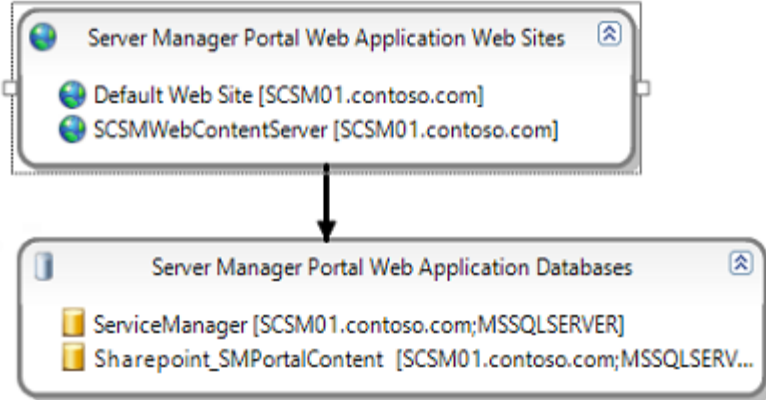 Server Manager Portal Web Application Web Sites
Default Web Site [SCSM01.contoso.com]
SCSMWebContentServer [SCSM01.contoso.com]
Server Manager Portal Web Application Databases
ServiceManager [SCSM01.contoso.com;MSSQLSERVER]
Sharepoint_SMPortalContent [SCSM01.contoso.com;MSSQLSERV...